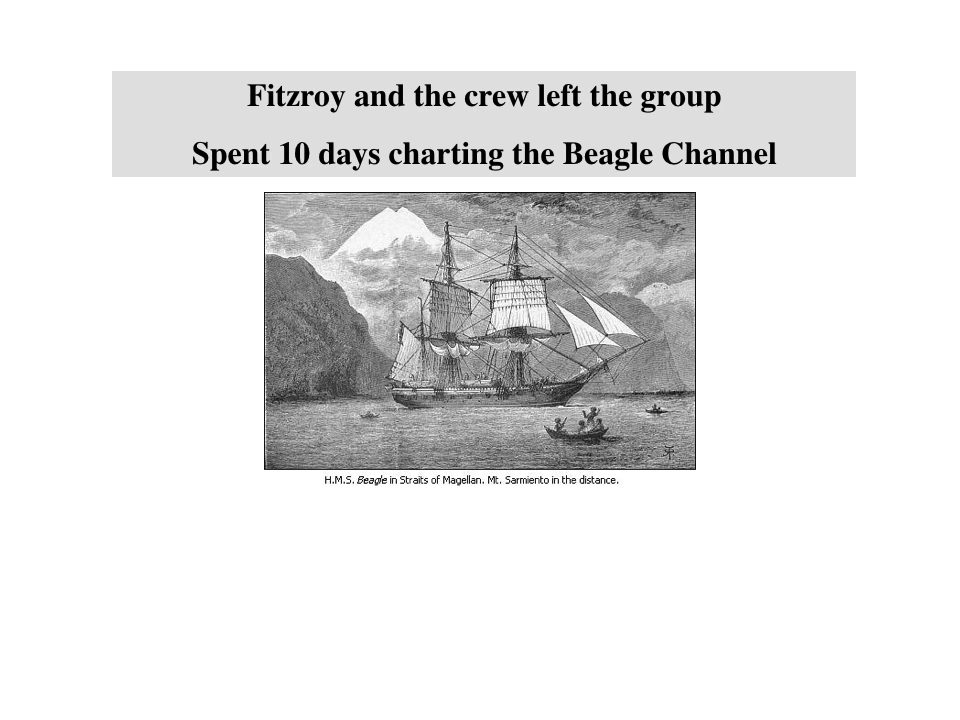 Fitzroy and the crew left the group
Spent 10 days charting the Beagle Channel
H.M.S. Beagle in Straits of Magellan. Mt. Sarmiento in the distance.